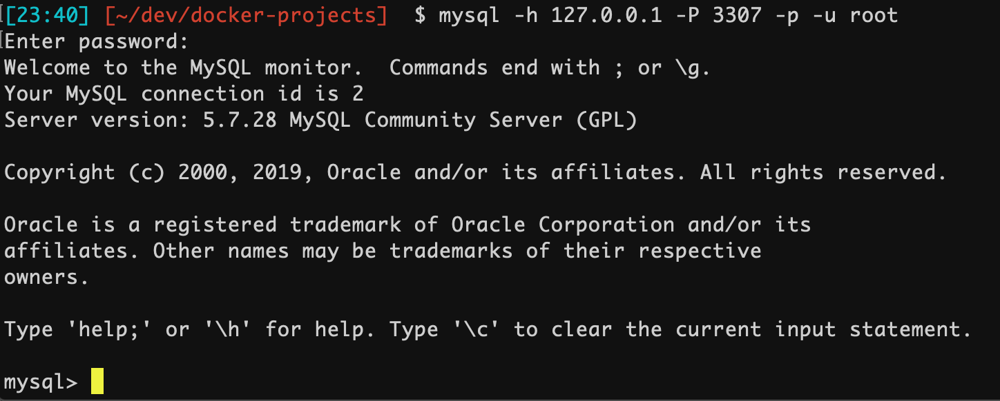 [23:40] [~/dev/docker-projects]  $ mysql -h 127.0.0.1 -P 3307 -p -u root
Enter password:
Welcome to the MySQL monitor.  Commands end with ; or \g.
Your MySQL connection id is 2
Server version: 5.7.28 MySQL Community Server (GPL)

Copyright (c) 2000, 2019, Oracle and/or its affiliates. All rights reserved.

Oracle is a registered trademark of Oracle Corporation and/or its
affiliates. Other names may be trademarks of their respective
owners.

Type 'help;' or '\h' for help. Type '\c' to clear the current input statement.

mysql>